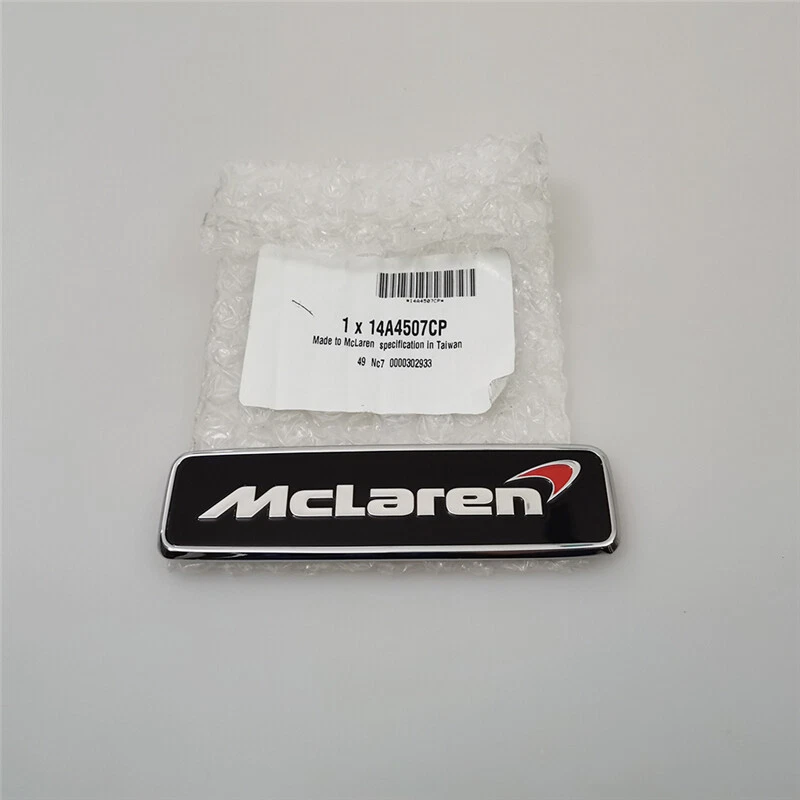 *14A4507CP*
1 x 14A4507CP
Made to McLaren specification in Taiwan
49 Nc7 0000302933
McLaren